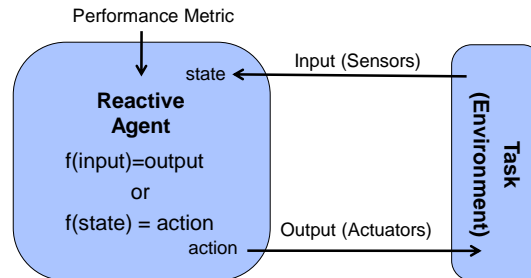 Performance Metric
state
Input (Sensors)
Reactive
Agent
f(input)=output
or
f(state) = action
action
Output (Actuators)
Task
(Environment)